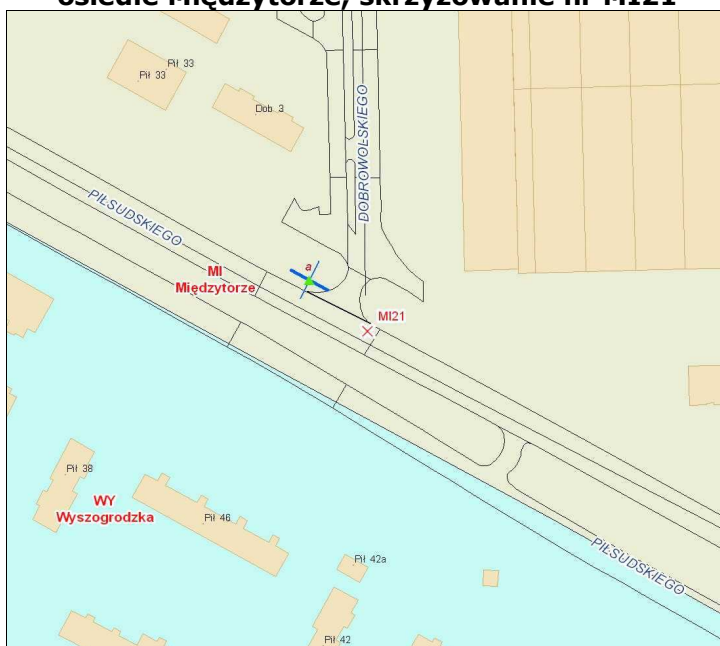 osiedle Międzytorze, skrzyżowanie nr MI21
Pił 33
Pił 33
Dob 3
DOBROWOLSKIEGO
PIŁSUDSKIEGO
a
MI
Międzytorze
MI21
Pił 38
WY
Wyszogrodzka
Pił 46
PIŁSUDSKIEGO
Pił 42a
Pił 42